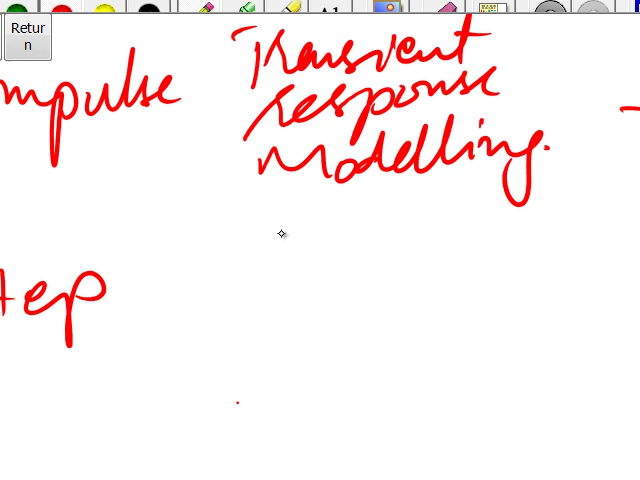 Retur
n
Transient
mpulse
Response
Modelling.
tep